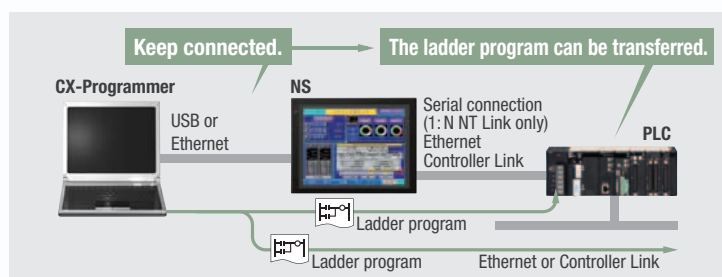 Keep connected.
The ladder program can be transferred.
CX-Programmer
NS
USB or
Ethernet
Serial connection
(1: N NT Link only)
Ethernet
Controller Link
PLC
Ladder program
Ladder program
Ethernet or Controller Link